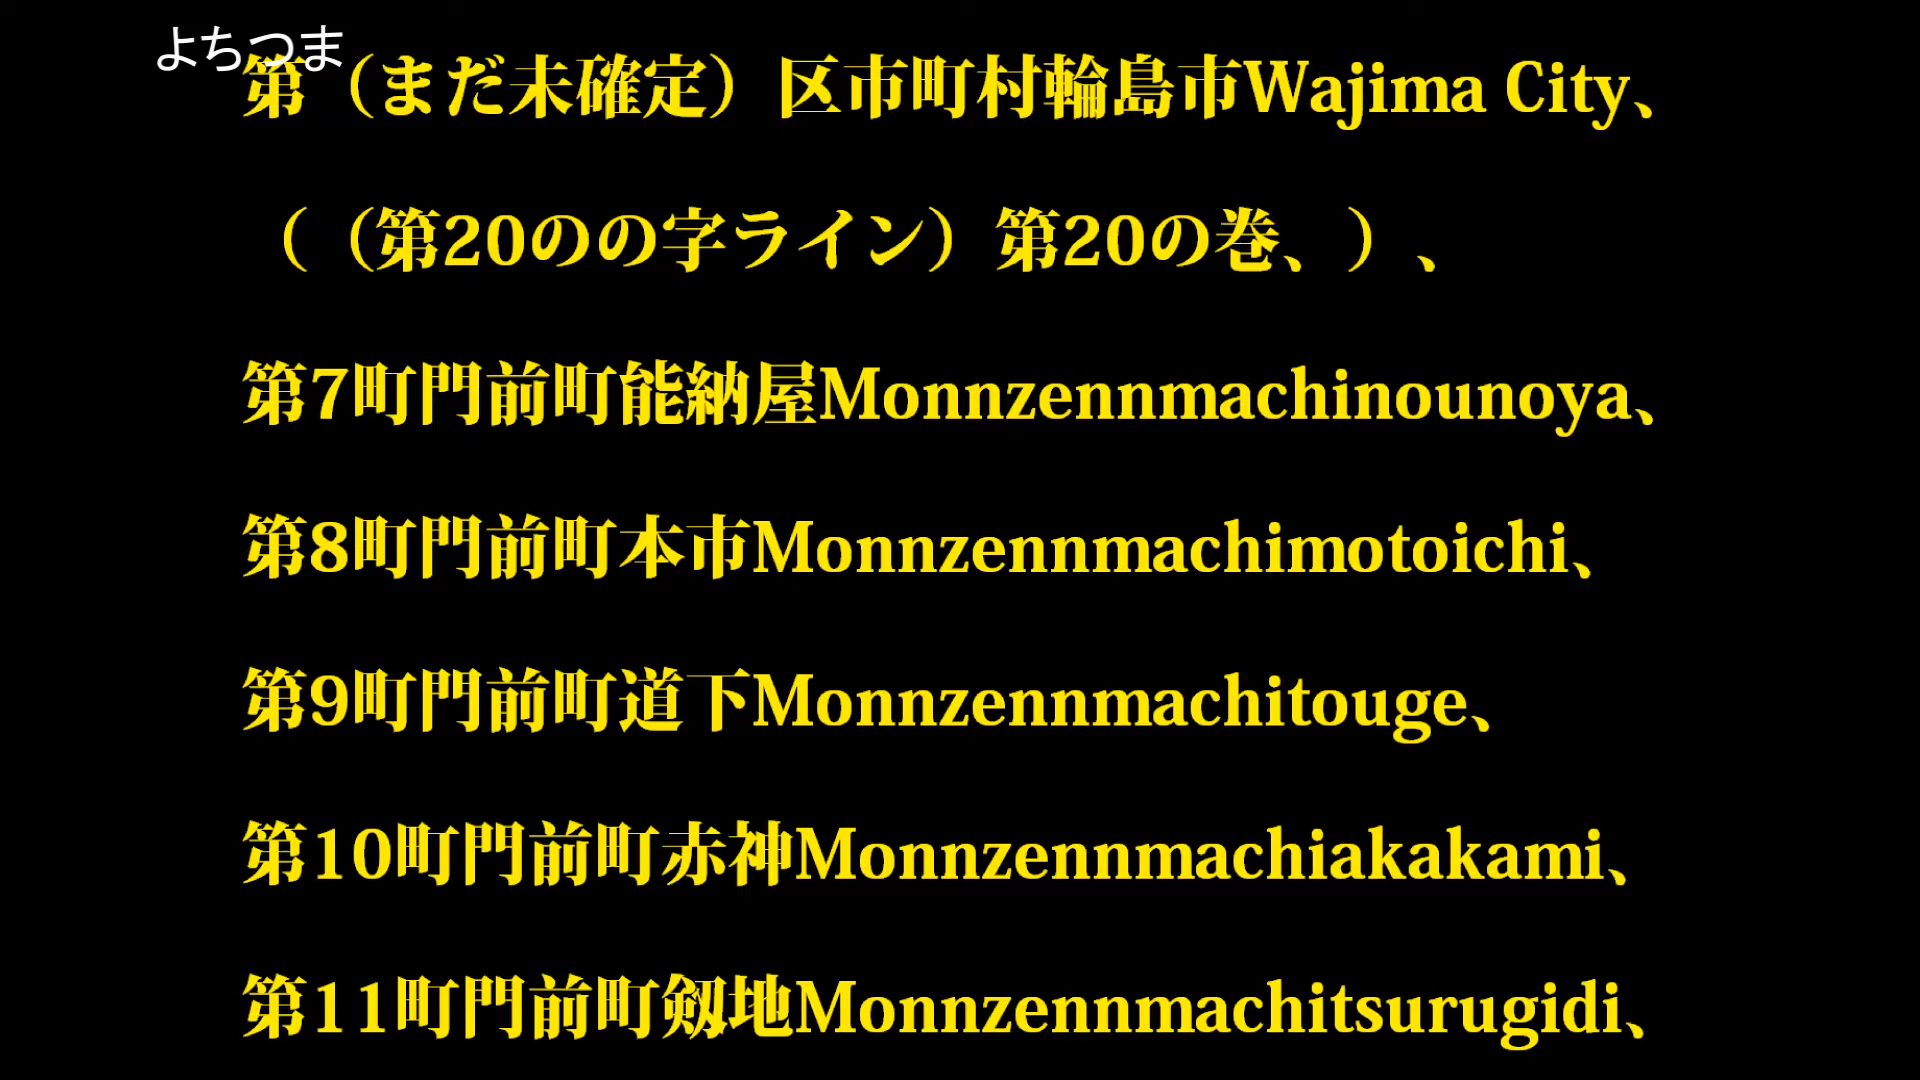 よちつま
第（まだ未確定）区市町村輪島市Wajima City、
（（第20のの字ライン）第20の巻、）、
第7町門前町能納屋Monnzennmachinounoya、
第8町門前町本市Monnzennmachimotoichi、
第9町門前町道下Monnzennmachitouge、
第10町門前町赤神Monnzennmachiakakami、
第11町門前町剱地Monnzennmachitsurugidi、